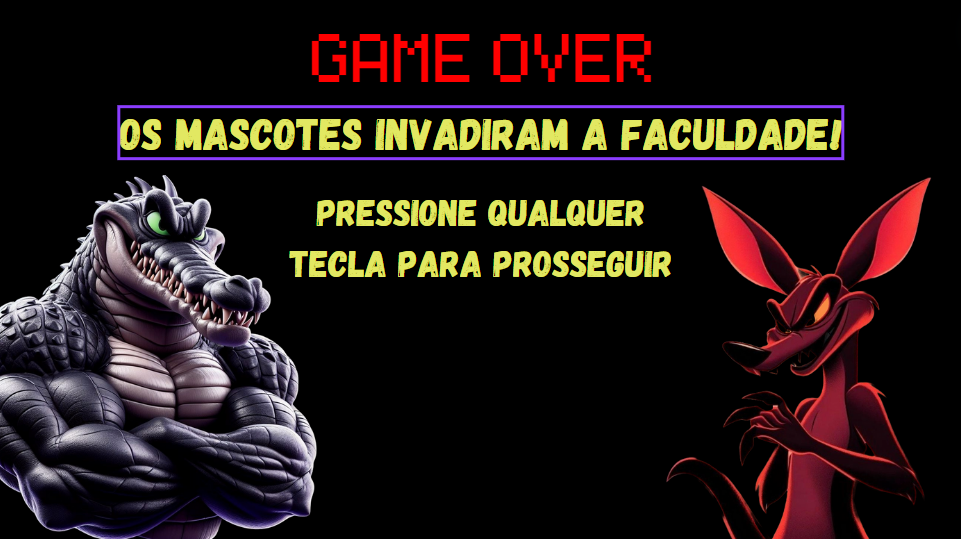 GAME OVER
OS MASCOTES INVADIRAM A FACULDADE!
PRESSIONE QUALQUER
TECLA PARA PROSSEGUIR